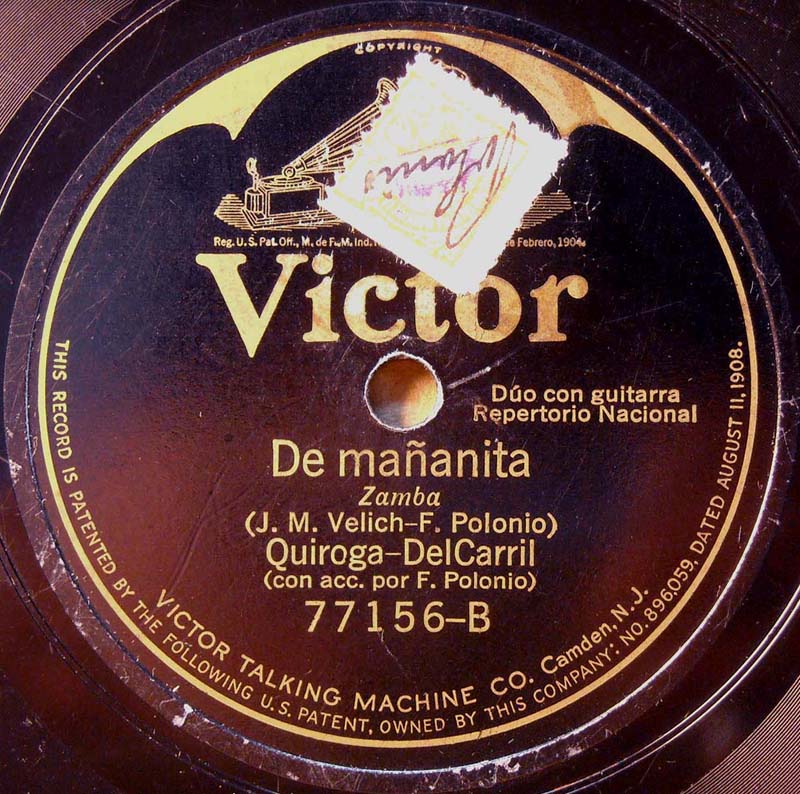 COPYRIGHT
Reg. U.S. Pat. Off., M. de F., M. Ind. de Febrero, 1904.
Victor
Dúo con guitarra
Repertorio Nacional
De mañanita
Zamba
(J. M. Velich-F. Polonio)
Quiroga-DelCarril
(con acc. por F. Polonio)
77156-B
VICTOR TALKING MACHINE CO. Camden, N.J.
THIS RECORD IS PATENTED BY THE FOLLOWING U.S. PATENT, OWNED BY THIS COMPANY: NO. 896,059, DATED AUGUST 11, 1908.